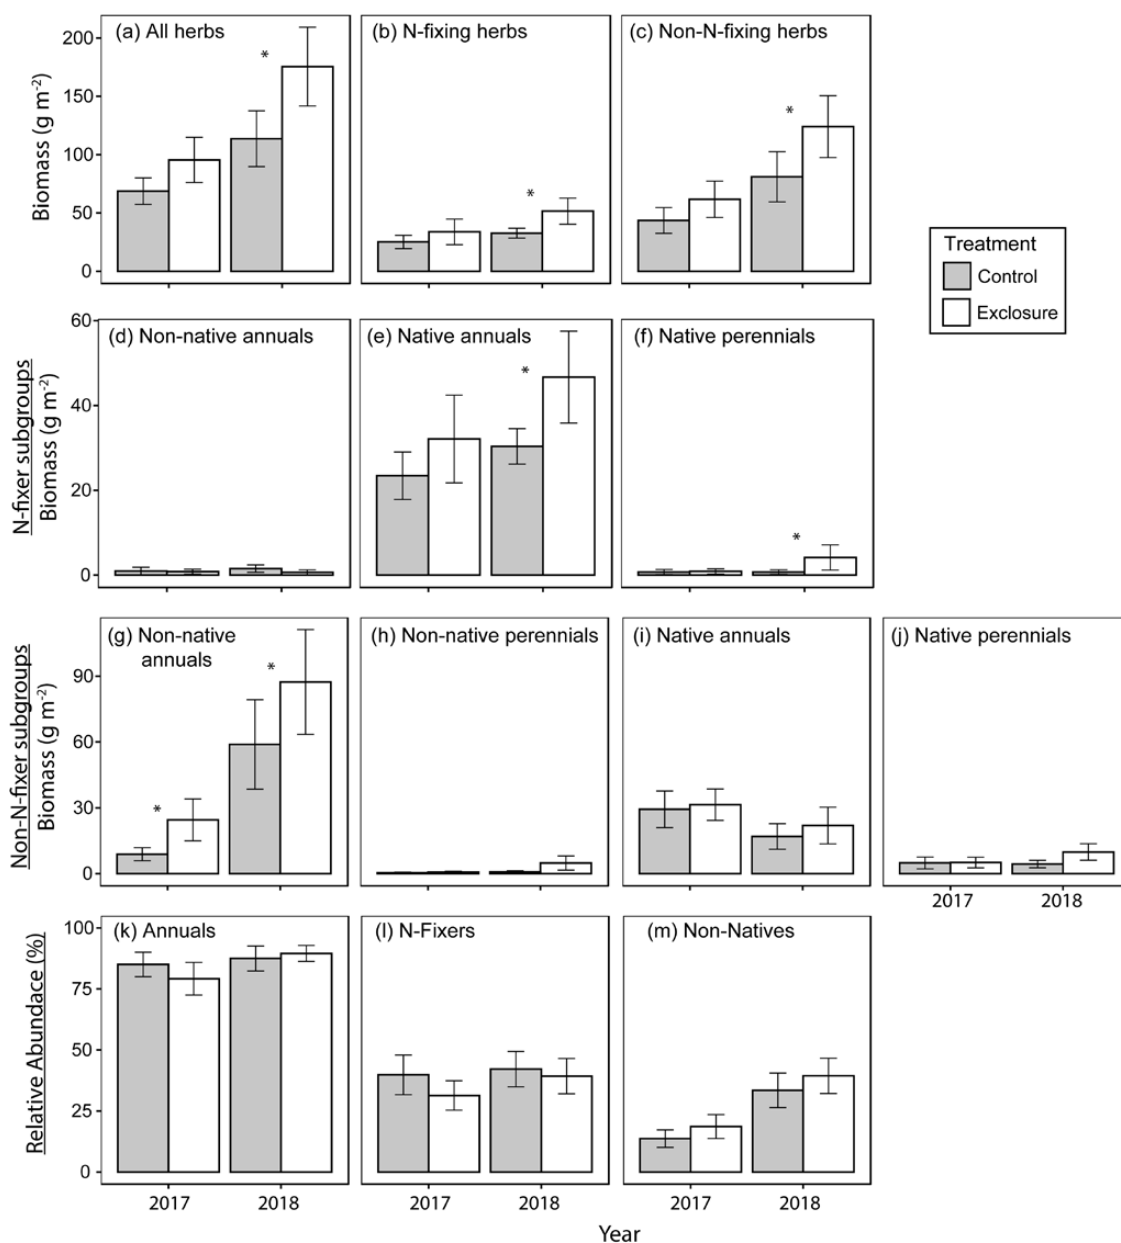 (a) All herbs
(b) N-fixing herbs
(c) Non-N-fixing herbs
Biomass (g m-2)
200
150
100
50
0
*
*
*
Treatment
Control
Exclosure
(d) Non-native annuals
(e) Native annuals
(f) Native perennials
N-fixer subgroups
Biomass (g m-2)
60
40
20
0
*
*
(g) Non-native
annuals
(h) Non-native perennials
(i) Native annuals
(j) Native perennials
Non-N-fixer subgroups
Biomass (g m-2)
90
60
30
0
*
*
2017
2018
(k) Annuals
(l) N-Fixers
(m) Non-Natives
Relative Abundace (%)
100
75
50
25
0
2017
2018
2017
2018
2017
2018
Year